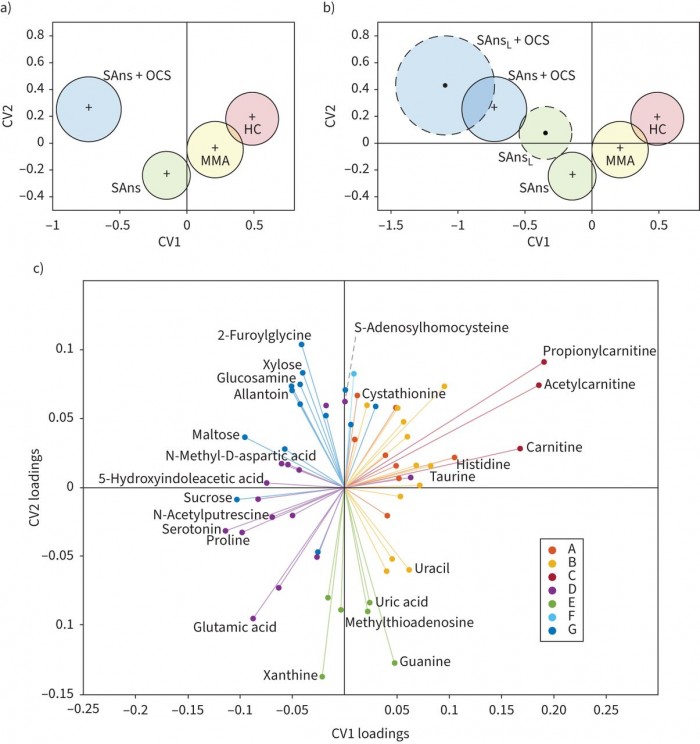 a)
CV2
0.8
0.6
0.4
0.2
0
−0.2
−0.4
SAns + OCS
SAns
MMA
HC
−1
−0.5
0
0.5
CV1
b)
CV2
0.8
0.6
0.4
0.2
0
−0.2
−0.4
SAnsL + OCS
SAns + OCS
SAnsL
SAns
MMA
HC
−1.5
−1
−0.5
0
0.5
CV1
c)
CV2 loadings
0.1
0.05
0
−0.05
0.1
−0.15
2-Furoylglycine
S-Adenosylhomocysteine
Xylose
Glucosamine
Allantoin
Cystathionine
Propionylcarnitine
Acetylcarnitine
Maltose
N-Methyl-D-aspartic acid
Carnitine
Histidine
5-Hydroxyindoleacetic acid
Taurine
Sucrose
N-Acetylputrescine
Serotonin
Proline
Uracil
Glutamic acid
Uric acid
Methylthioadenosine
Xanthine
Guanine
A
B
C
D
E
F
G
−0.25
−0.20
−0.15
−0.10
−0.05
0.00
0.05
0.10
0.15
0.20
0.25
CV1 loadings